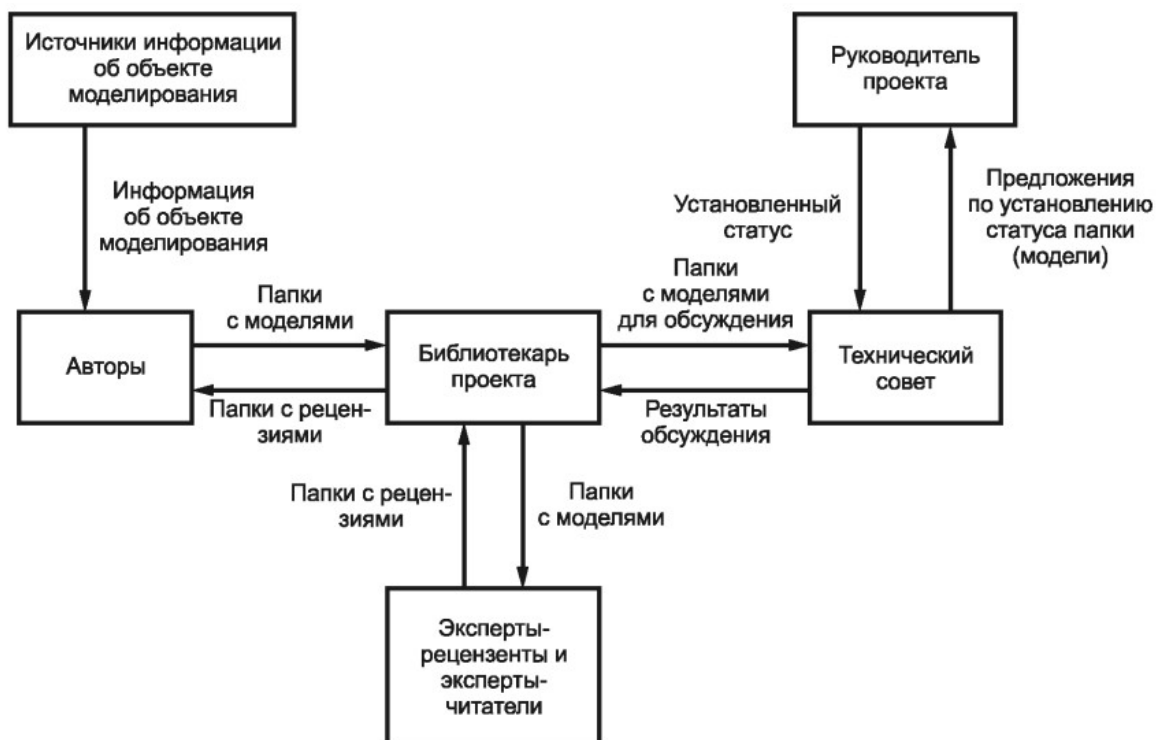 Источники информации
об объекте
моделирования
Руководитель
проекта
Информация
об объекте
моделирования
Установленный
статус
Предложения
по установлению
статуса папки
(модели)
Папки
с моделями
Папки
с моделями
для обсуждения
Авторы
Библиотекарь
проекта
Технический
совет
Папки с рецен-
зиями
Результаты
обсуждения
Папки с рецен-
зиями
Папки
с моделями
Эксперты-
рецензенты и
эксперты-
читатели